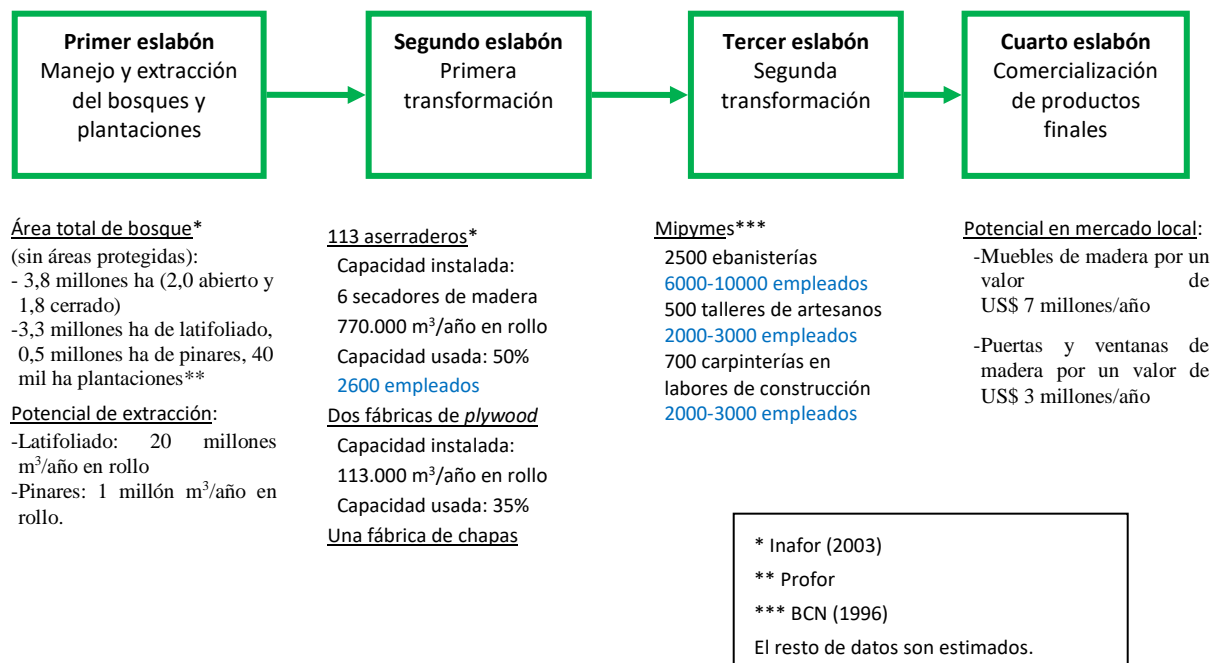 Primer eslabón
Manejo y extracción
del bosques y
plantaciones
Segundo eslabón
Primera
transformación
Tercer eslabón
Segunda
transformación
Cuarto eslabón
Comercialización
de productos
finales
Área total de bosque*
(sin áreas protegidas):
- 3,8 millones ha (2,0 abierto y
1,8 cerrado)
-3,3 millones ha de latifoliado,
0,5 millones ha de pinares, 40
mil ha plantaciones**
Potencial de extracción:
-Latifoliado: 20 millones
m³/año en rollo
-Pinares: 1 millón m³/año en
rollo.
113 aserraderos*
Capacidad instalada:
6 secadores de madera
770.000 m³/año en rollo
Capacidad usada: 50%
2600 empleados
Dos fábricas de plywood
Capacidad instalada:
113.000 m³/año en rollo
Capacidad usada: 35%
Una fábrica de chapas
Mipymes***
2500 ebanisterías
6000-10000 empleados
500 talleres de artesanos
2000-3000 empleados
700 carpinterías en
labores de construcción
2000-3000 empleados
Potencial en mercado local:
-Muebles de madera por un
valor de
US$ 7 millones/año
-Puertas y ventanas de
madera por un valor de
US$ 3 millones/año
* Inafor (2003)
** Profor
*** BCN (1996)
El resto de datos son estimados.